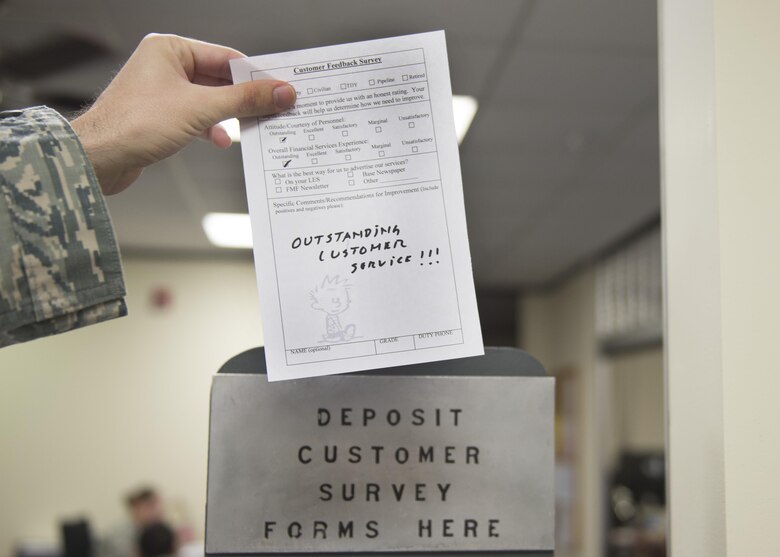 Customer Feedback Survey
Civilian TDY Pipeline Retired
moment to provide us with an honest rating. Your
feedback will help us determine how we need to improve.
Attitude/Courtesy of Personnel:
Outstanding Excellent Satisfactory Marginal Unsatisfactory
Overall Financial Services Experience:
Outstanding Excellent Satisfactory Marginal Unsatisfactory
What is the best way for us to advertise our services?
On your LES Base Newspaper
FMF Newsletter Other
Specific Comments/Recommendations for Improvement (Include
positives and negatives please):
OUTSTANDING
CUSTOMER
SERVICE!!!
NAME (optional) GRADE DUTY PHONE
DEPOSIT
CUSTOMER
SURVEY
FORMS HERE